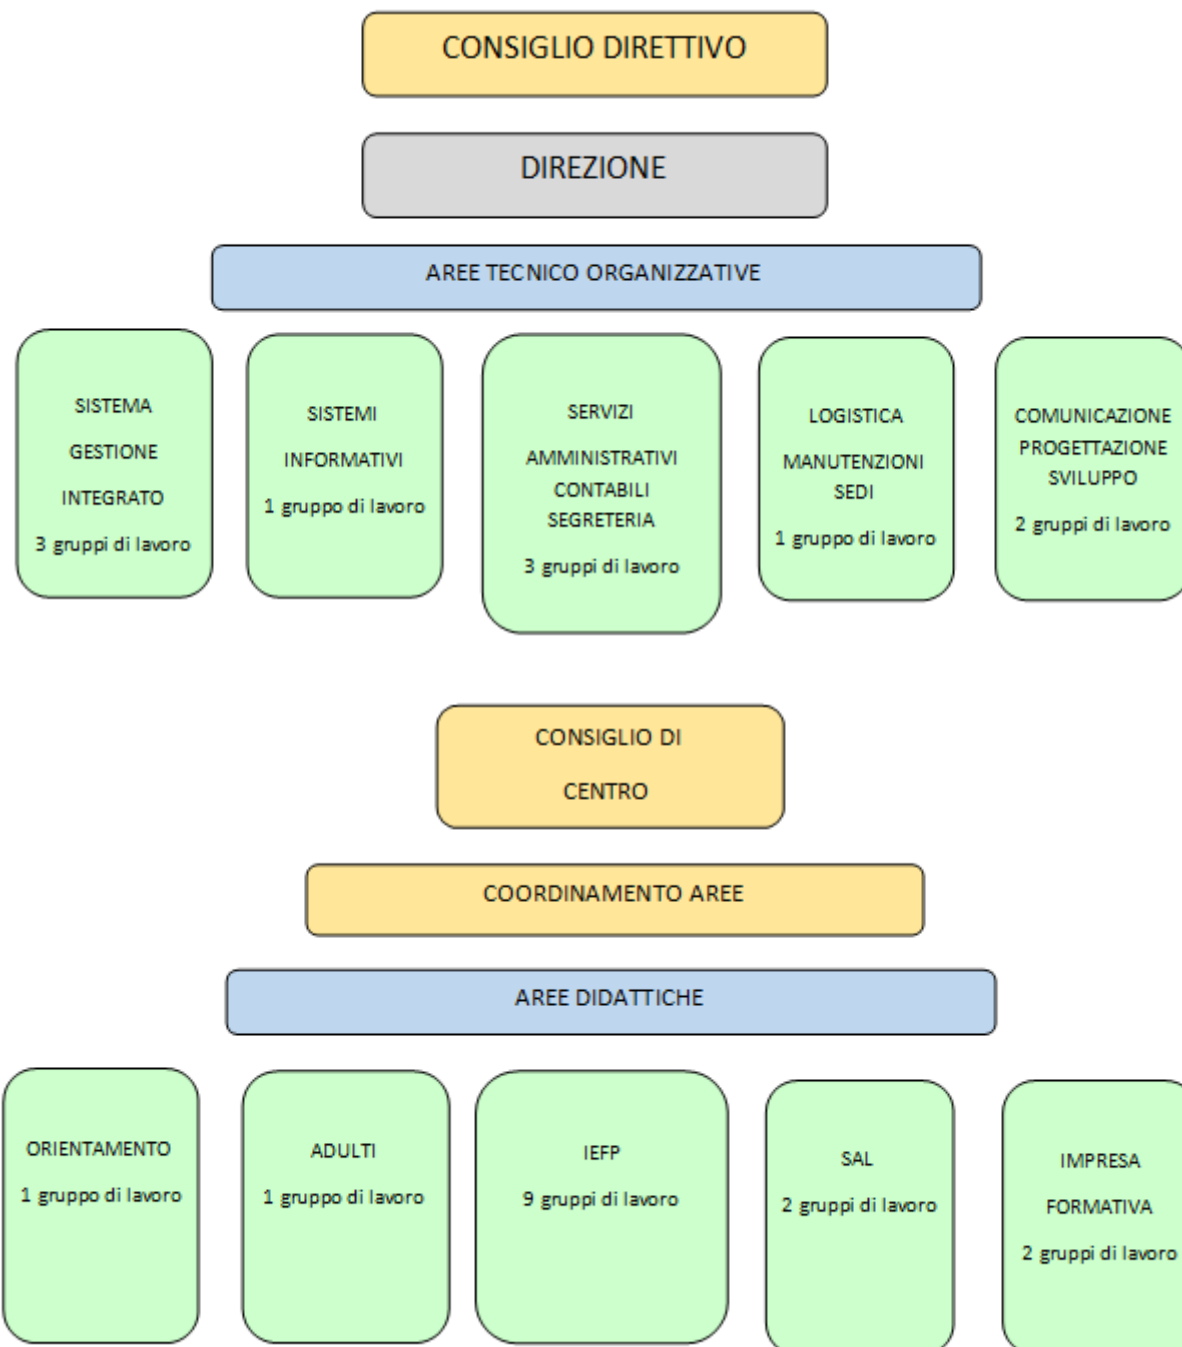 CONSIGLIO DIRETTIVO
DIREZIONE
AREE TECNICO ORGANIZZATIVE
SISTEMA
GESTIONE
INTEGRATO
3 gruppi di lavoro
SISTEMI
INFORMATIVI
1 gruppo di lavoro
SERVIZI
AMMINISTRATIVI
CONTABILI
SEGRETERIA
3 gruppi di lavoro
LOGISTICA
MANUTENZIONI
SEDI
1 gruppo di lavoro
COMUNICAZIONE
PROGETTAZIONE
SVILUPPO
2 gruppi di lavoro
CONSIGLIO DI
CENTRO
COORDINAMENTO AREE
AREE DIDATTICHE
ORIENTAMENTO
1 gruppo di lavoro
ADULTI
1 gruppo di lavoro
IEFP
9 gruppi di lavoro
SAL
2 gruppi di lavoro
IMPRESA
FORMATIVA
2 gruppi di lavoro